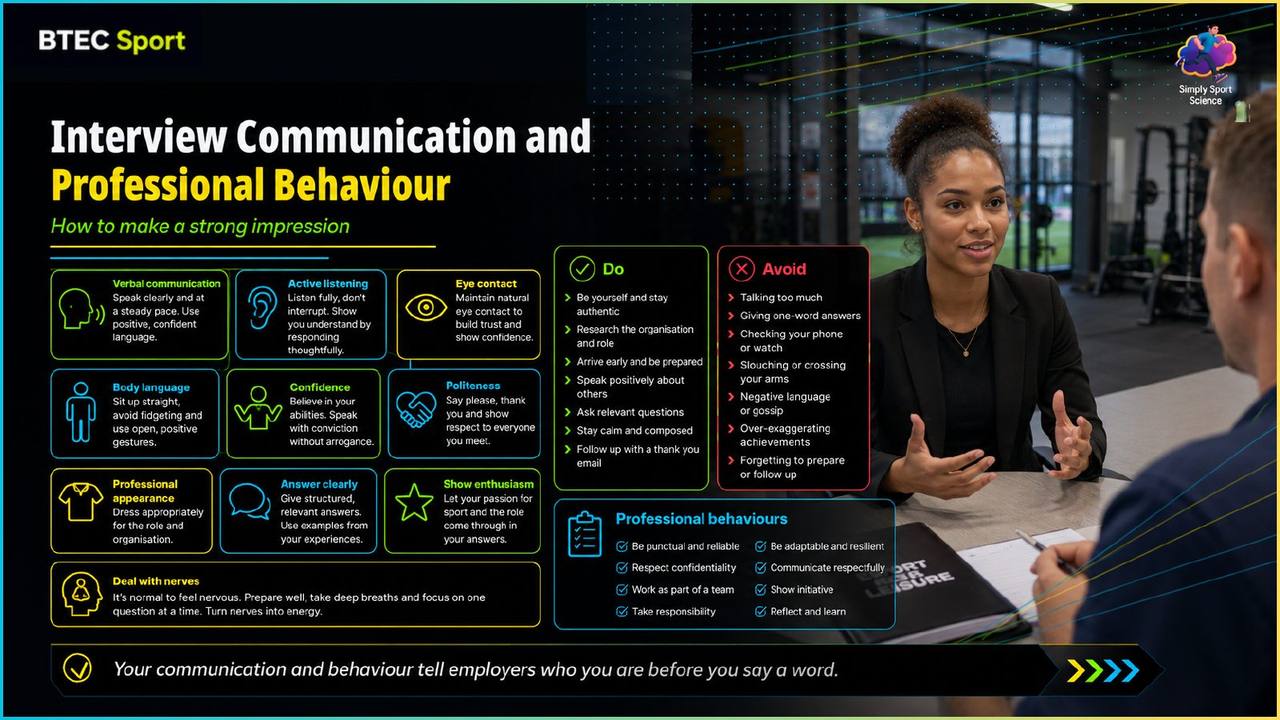 BTEC Sport
Simply Sport
Science
Interview Communication and
Professional Behaviour
How to make a strong impression
Verbal communication
Speak clearly and at
a steady pace. Use
positive, confident
language.
Active listening
Listen fully, don't
interrupt. Show
you understand by
responding
thoughtfully.
Eye contact
Maintain natural
eye contact to
build trust and
show confidence.
Body language
Sit up straight,
avoid fidgeting and
use open, positive
gestures.
Confidence
Believe in your
abilities. Speak
with conviction
without arrogance.
Politeness
Say please, thank
you and show
respect to everyone
you meet.
Professional
appearance
Dress appropriately
for the role and
organisation.
Answer clearly
Give structured,
relevant answers.
Use examples from
your experiences.
Show enthusiasm
Let your passion for
sport and the role
come through in
your answers.
Deal with nerves
It's normal to feel nervous. Prepare well, take deep breaths and focus on one
question at a time. Turn nerves into energy.
Do
Be yourself and stay
authentic
Research the organisation
and role
Arrive early and be prepared
Speak positively about
others
Ask relevant questions
Stay calm and composed
Follow up with a thank you
email
Avoid
Talking too much
Giving one-word answers
Checking your phone
or watch
Slouching or crossing
your arms
Negative language
or gossip
Over-exaggerating
achievements
Forgetting to prepare
or follow up
Professional behaviours
Be punctual and reliable
Respect confidentiality
Work as part of a team
Take responsibility
Be adaptable and resilient
Communicate respectfully
Show initiative
Reflect and learn
LEISURE
Your communication and behaviour tell employers who you are before you say a word.